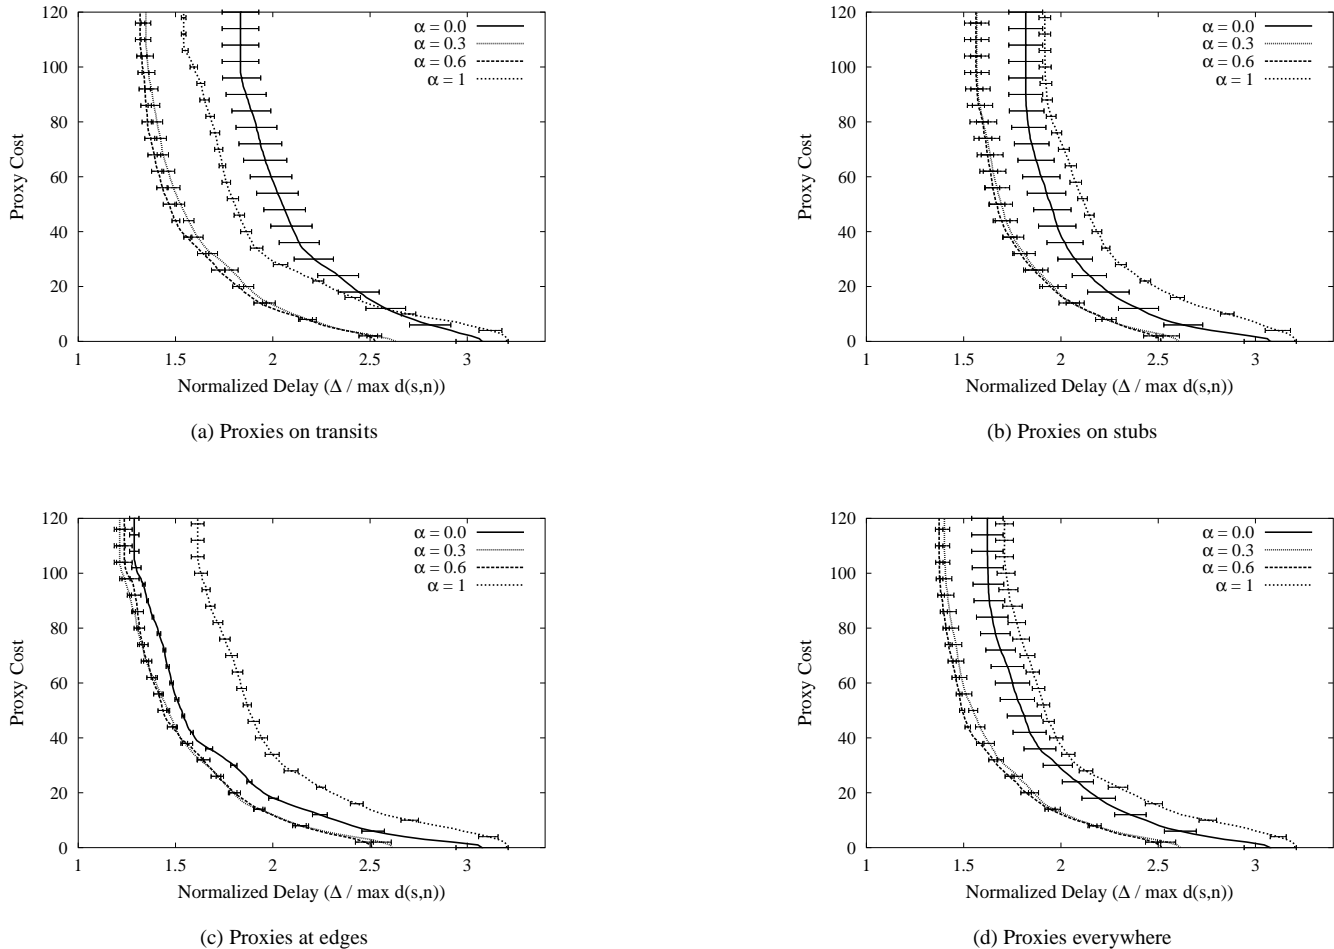 120
100
80
60
40
20
0
Proxy Cost
α = 0.0
α = 0.3
α = 0.6
α = 1
1 1.5 2 2.5 3
Normalized Delay (Δ / max d(s,n))
(a) Proxies on transits
120
100
80
60
40
20
0
Proxy Cost
α = 0.0
α = 0.3
α = 0.6
α = 1
1 1.5 2 2.5 3
Normalized Delay (Δ / max d(s,n))
(b) Proxies on stubs
120
100
80
60
40
20
0
Proxy Cost
α = 0.0
α = 0.3
α = 0.6
α = 1
1 1.5 2 2.5 3
Normalized Delay (Δ / max d(s,n))
(c) Proxies at edges
120
100
80
60
40
20
0
Proxy Cost
α = 0.0
α = 0.3
α = 0.6
α = 1
1 1.5 2 2.5 3
Normalized Delay (Δ / max d(s,n))
(d) Proxies everywhere